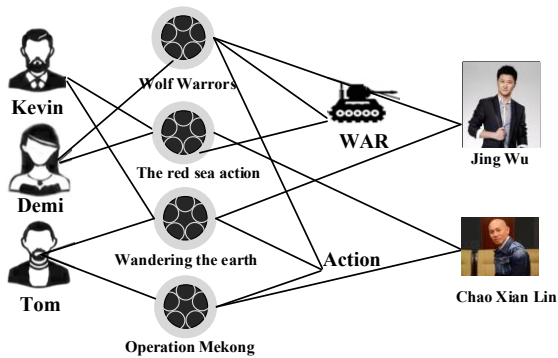 Kevin
Demi
Tom
Wolf Warrors
The red sea action
Wandering the earth
Operation Mekong
WAR
Action
Jing Wu
Chao Xian Lin